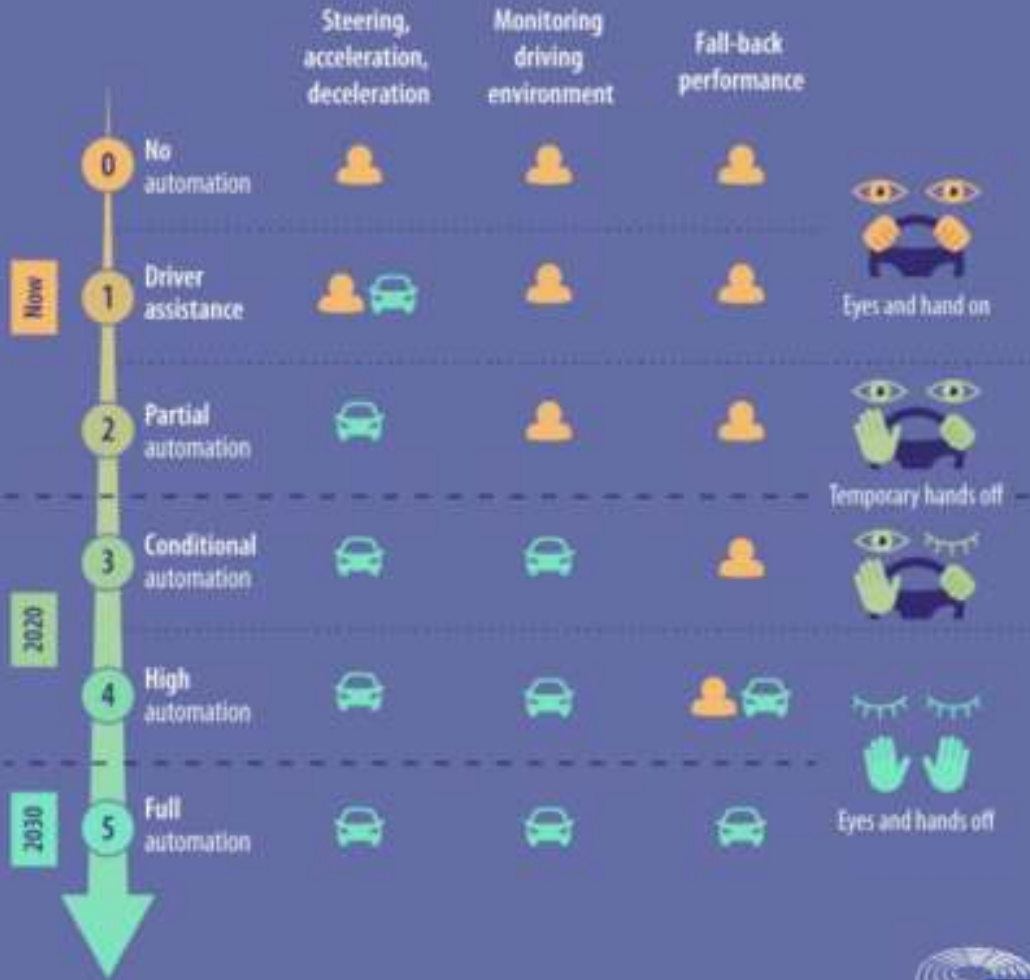 Steering,
acceleration,
deceleration
Monitoring
driving
environment
Fall-back
performance
0
No
automation
Now
1
Driver
assistance
Eyes and hand on
2
Partial
automation
Temporary hands off
3
Conditional
automation
2020
4
High
automation
2030
5
Full
automation
Eyes and hands off